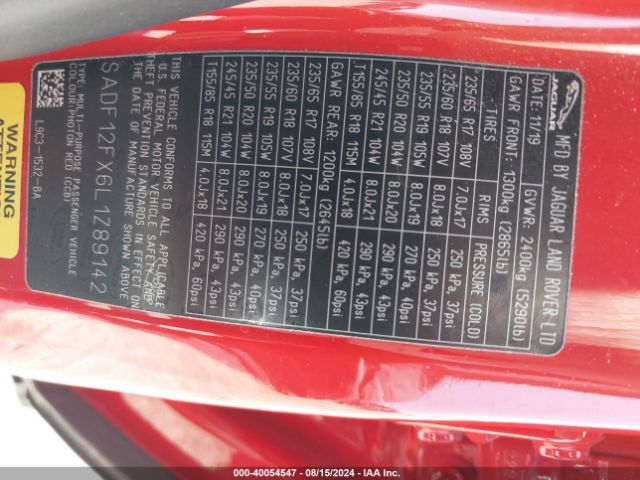 JAGUAR
MFD BY JAGUAR LAND ROVER LTD
DATE: 11/19 GVWR: 2400kg (5290lb)
GAWR FRONT: 1300kg (2865lb)
TIRES RIMS PRESSURE (COLD)
235/65 R17 108V 7.0Jx17 250 kPa, 37psi
235/60 R18 107V 8.0Jx18 250 kPa, 37psi
235/55 R19 105W 8.0Jx19 270 kPa, 40psi
235/50 R20 104W 8.0Jx20 290 kPa, 43psi
245/45 R21 104W 8.0Jx21 290 kPa, 43psi
T155/85 R18 115M 4.0Jx18 420 kPa, 60psi
GAWR REAR: 1200kg (2645lb)
235/65 R17 108V 7.0Jx17 250 kPa, 37psi
235/60 R18 107V 8.0Jx18 250 kPa, 37psi
235/55 R19 105W 8.0Jx19 270 kPa, 40psi
235/50 R20 104W 8.0Jx20 290 kPa, 43psi
245/45 R21 104W 8.0Jx21 290 kPa, 43psi
T155/85 R18 115M 4.0Jx18 420 kPa, 60psi
THIS VEHICLE CONFORMS TO ALL APPLICABLE
U.S. FEDERAL MOTOR VEHICLE SAFETY AND
THEFT PREVENTION STANDARDS IN EFFECT ON
THE DATE OF MANUFACTURE SHOWN ABOVE
SADF12FX6L1Z89142
TYPE: MULTI-PURPOSE PASSENGER VEHICLE
COLOUR: PHOTON RED (CCB)
L9C3-1532-BA
WARNING
000-40054547 - 08/15/2024 - IAA Inc.